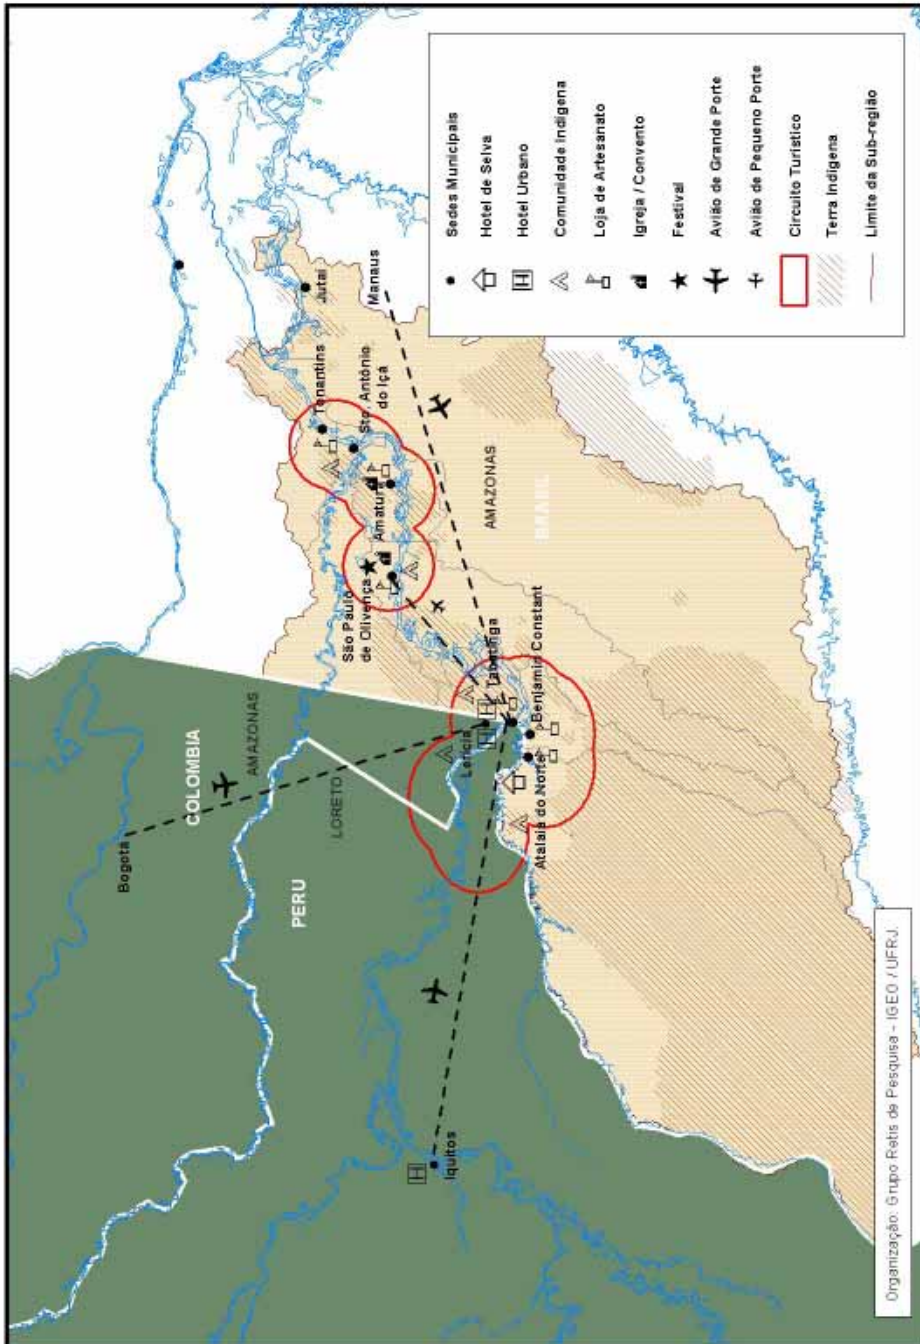 Bogotá
COLOMBIA
AMAZONAS
PERU
LORETO
Iquitos
Letícia
Tabatinga
Benjamin Constant
Atalaia do Norte
São Paulo
de Olivença
Amaturá
Tonantins
Sto. Antônio
do Içá
Jutaí
Manaus
AMAZONAS
BRASIL
Sedes Municipais
Hotel de Selva
H Hotel Urbano
Comunidade Indígena
Loja de Artesanato
Igreja / Convento
Festival
Avião de Grande Porte
Avião de Pequeno Porte
Circuito Turístico
Terra Indígena
Limite da Sub-região
H
H
H
Organização: Grupo Retis de Pesquisa - IGEO / UFRJ.